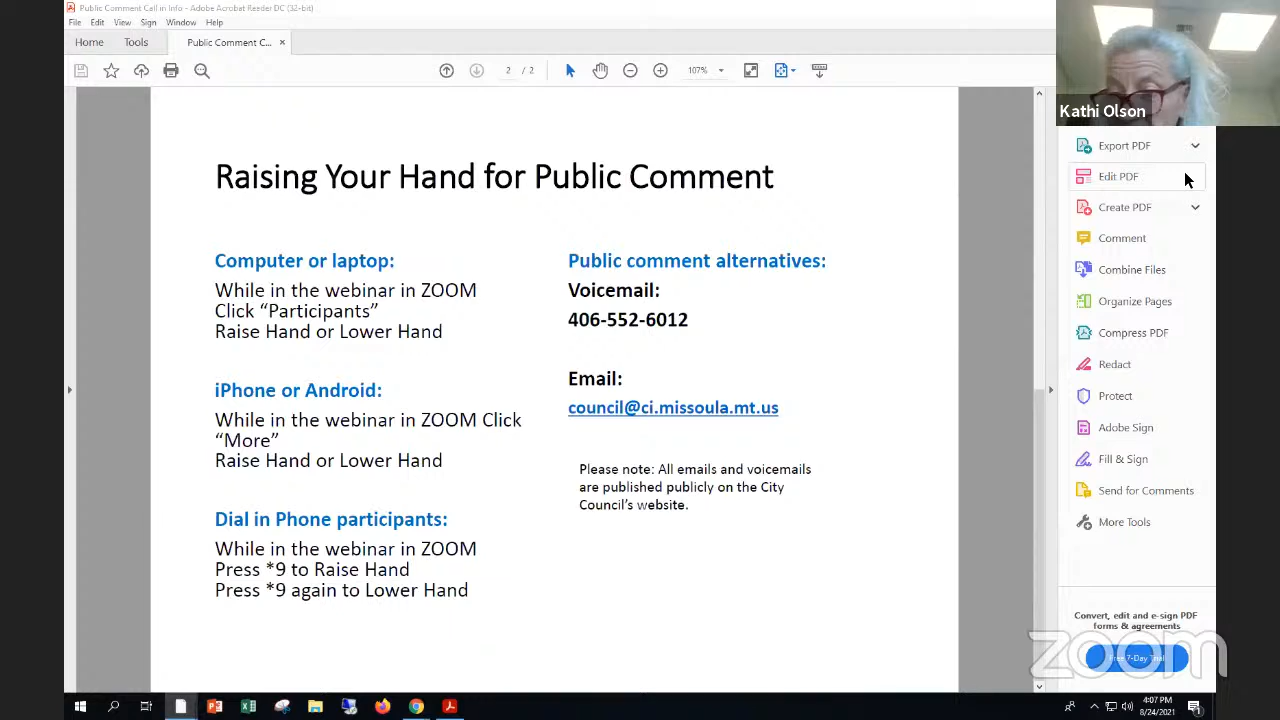 Public Comment Call in Info - Adobe Acrobat Reader DC (32-bit)
File Edit View Sign Window Help
Home Tools Public Comment C... ×
2 / 2 107%
Kathi Olson
Raising Your Hand for Public Comment
Computer or laptop:
While in the webinar in ZOOM
Click “Participants”
Raise Hand or Lower Hand
iPhone or Android:
While in the webinar in ZOOM Click
“More”
Raise Hand or Lower Hand
Dial in Phone participants:
While in the webinar in ZOOM
Press *9 to Raise Hand
Press *9 again to Lower Hand
Public comment alternatives:
Voicemail:
406-552-6012
Email:
council@ci.missoula.mt.us
Please note: All emails and voicemails
are published publicly on the City
Council’s website.
Export PDF
Edit PDF
Create PDF
Comment
Combine Files
Organize Pages
Compress PDF
Redact
Protect
Adobe Sign
Fill & Sign
Send for Comments
More Tools
Convert, edit and e-sign PDF
forms & agreements
Free 7-Day Trial
zoom
4:07 PM
8/24/2021